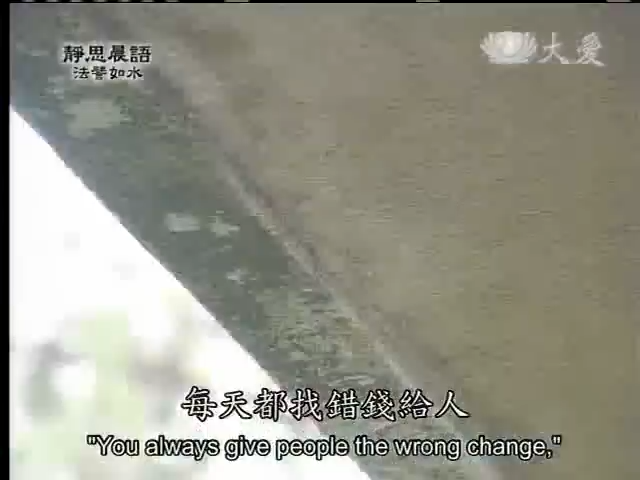 靜思晨語
法譬如水
大愛
每天都找錯錢給人
"You always give people the wrong change,"